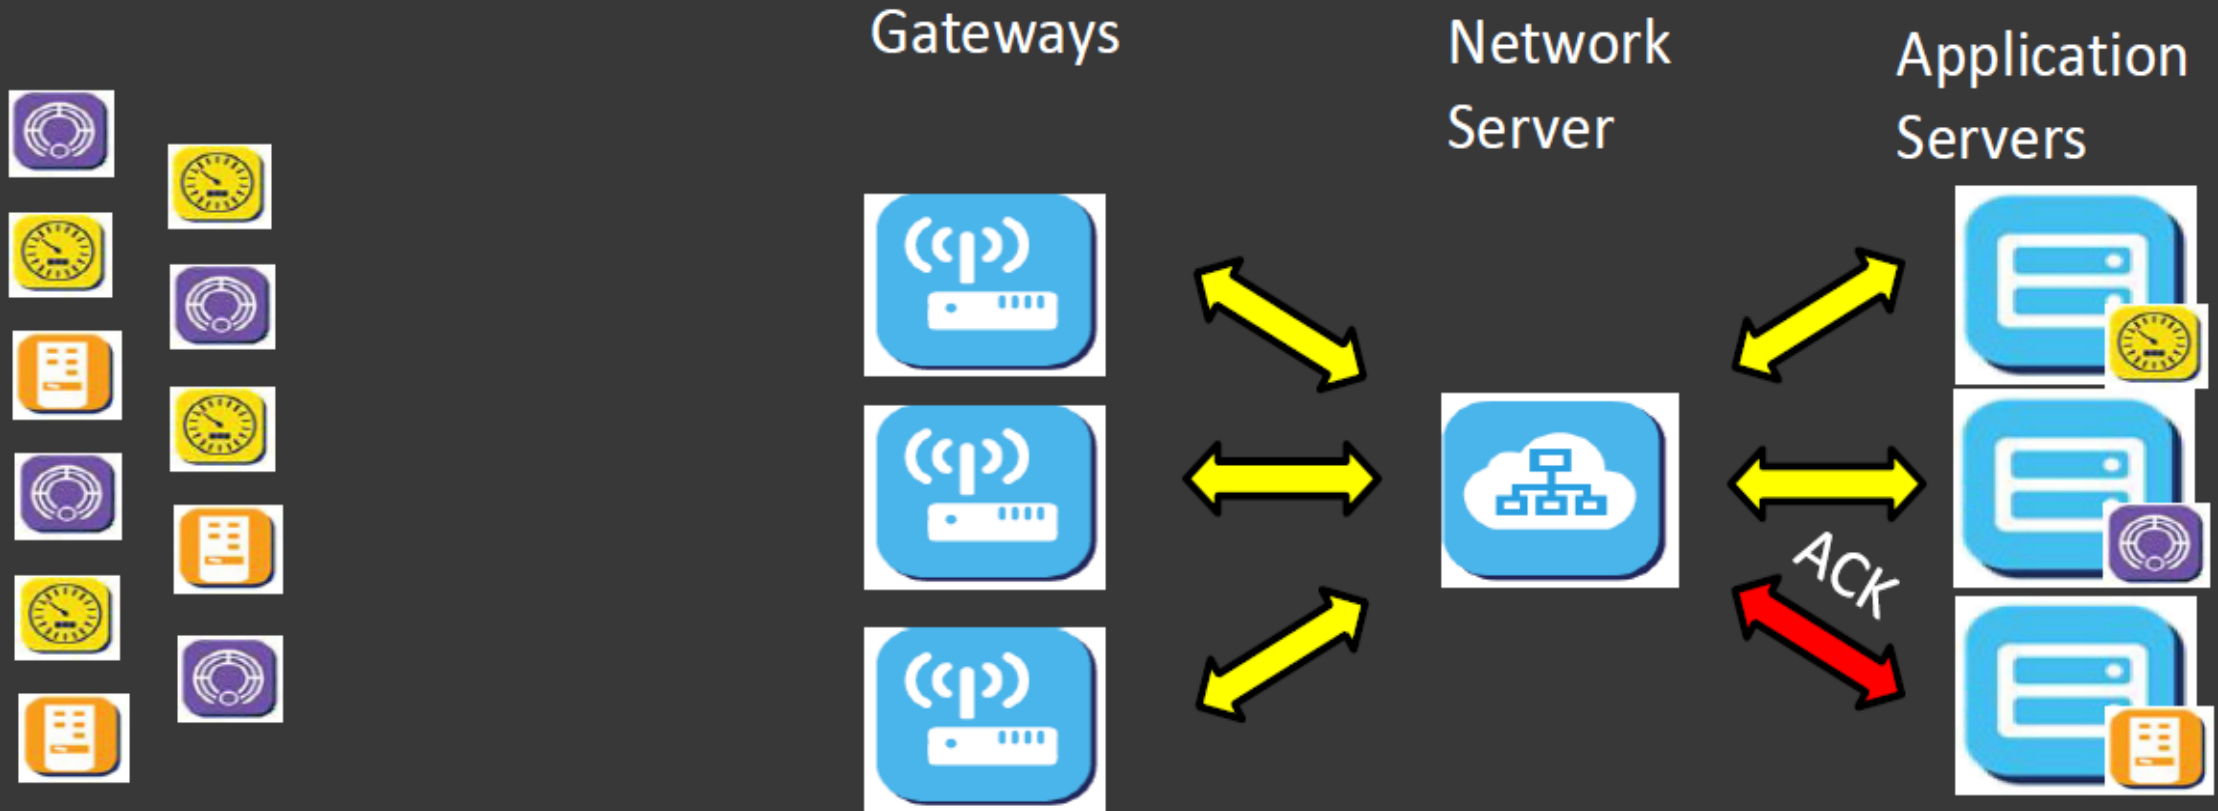 Gateways
Network
Server
Application
Servers
ACK